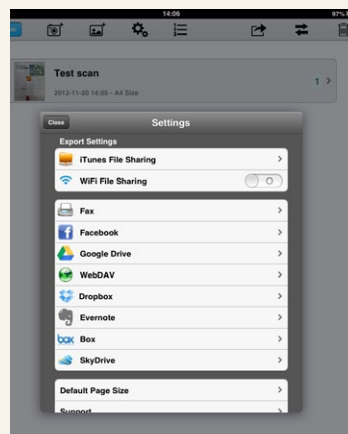 14:06
97%
Test scan
2013-11-20 14:05 - A4 Size
1
Close
Settings
Export Settings
iTunes File Sharing
WiFi File Sharing
Fax
Facebook
Google Drive
WebDAV
Dropbox
Evernote
box
Box
SkyDrive
Default Page Size
Support